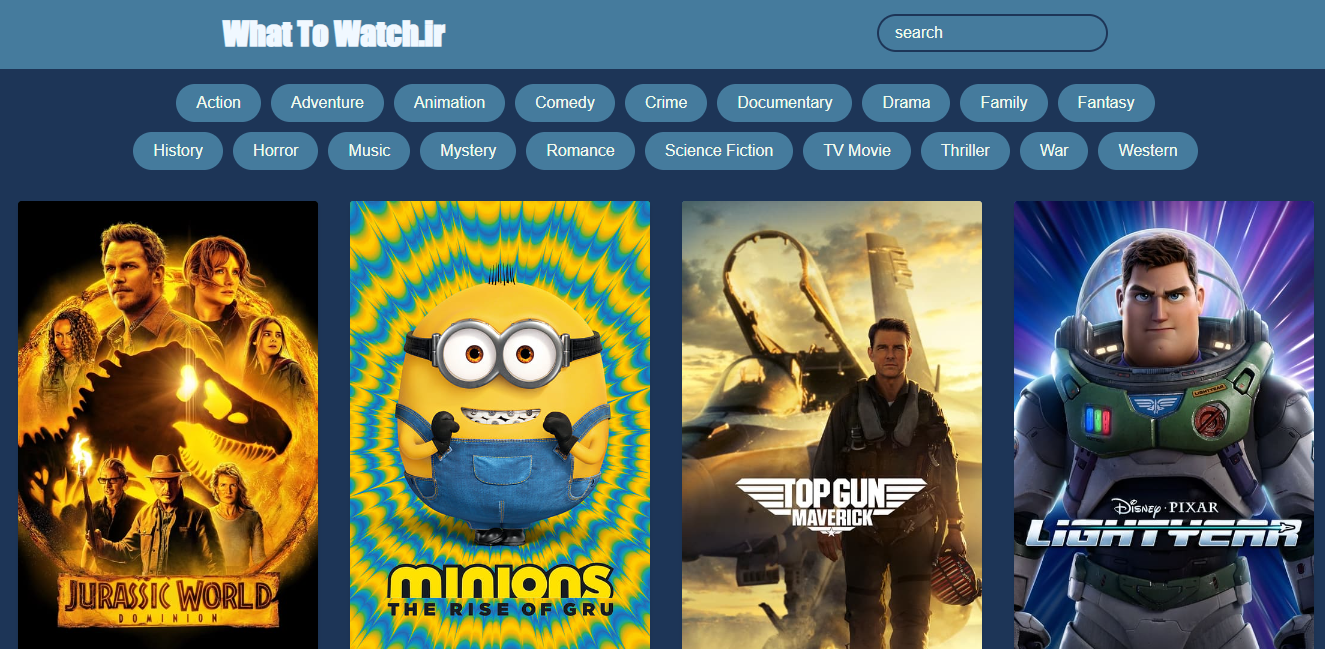 What To Watch.ir
search
Action Adventure Animation Comedy Crime Documentary Drama Family Fantasy
History Horror Music Mystery Romance Science Fiction TV Movie Thriller War Western
JURASSIC WORLD
DOMINION
minions
THE RISE OF GRU
TOP GUN
MAVERICK
LIGHTYEAR
Disney · PIXAR
LIGHTYEAR